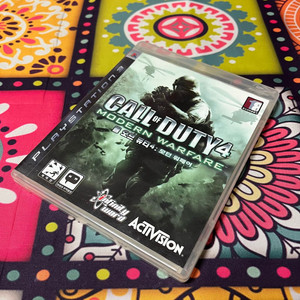 PLAYSTATION 3
CALL OF DUTY 4
MODERN WARFARE
콜 오브 듀티 4: 모던 워페어
Infinity
Ward
ACTIVISION